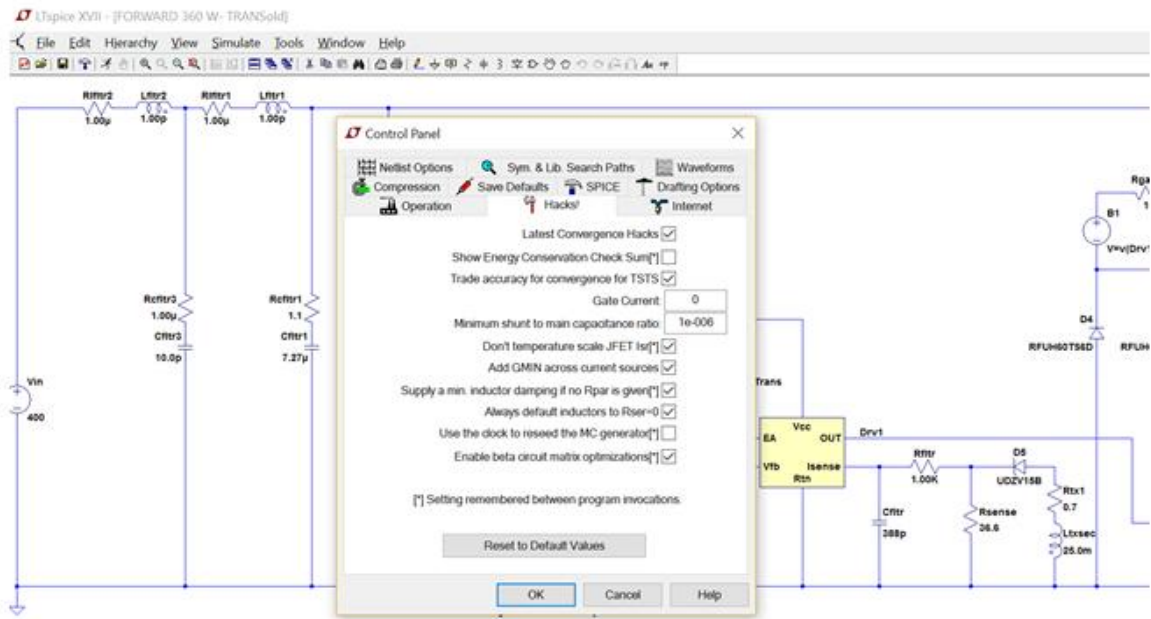 LTspice XVII - [FORWARD 360 W- TRANSold]
File Edit Hierarchy View Simulate Tools Window Help
Rlfltr2 Lfltr2 Rlfltr1 Lfltr1
1.00µ 1.00p 1.00µ 1.00p
Control Panel
Netlist Options Sym. & Lib. Search Paths Waveforms
Compression Save Defaults SPICE Drafting Options
Operation Hacks! Internet
Latest Convergence Hacks
Show Energy Conservation Check Sum[*]
Trade accuracy for convergence for TSTS
Gate Current: 0
Minimum shunt to main capacitance ratio: 1e-006
Don't temperature scale JFET Isr[*]
Add GMIN across current sources
Supply a min. inductor damping if no Rpar is given[*]
Always default inductors to Rser=0
Use the clock to reseed the MC generator[*]
Enable beta circuit matrix optimizations[*]
[*] Setting remembered between program invocations.
Reset to Default Values
OK Cancel Help
Rcfltr3
1.00µ
Cfltr3
10.0p
Rcfltr1
1.1
Cfltr1
7.27µ
Vin
400
Rga
1
B1
V=v(Drv1
D4
RFUH60TS6D RFUH
Trans
Vcc
EA OUT Drv1
Vfb Isense
Rtn
Rfltr
1.00K
D5
UDZV15B
Cfltr
388p
Rsense
36.6
Rtx1
0.7
Ltxsec
25.0m